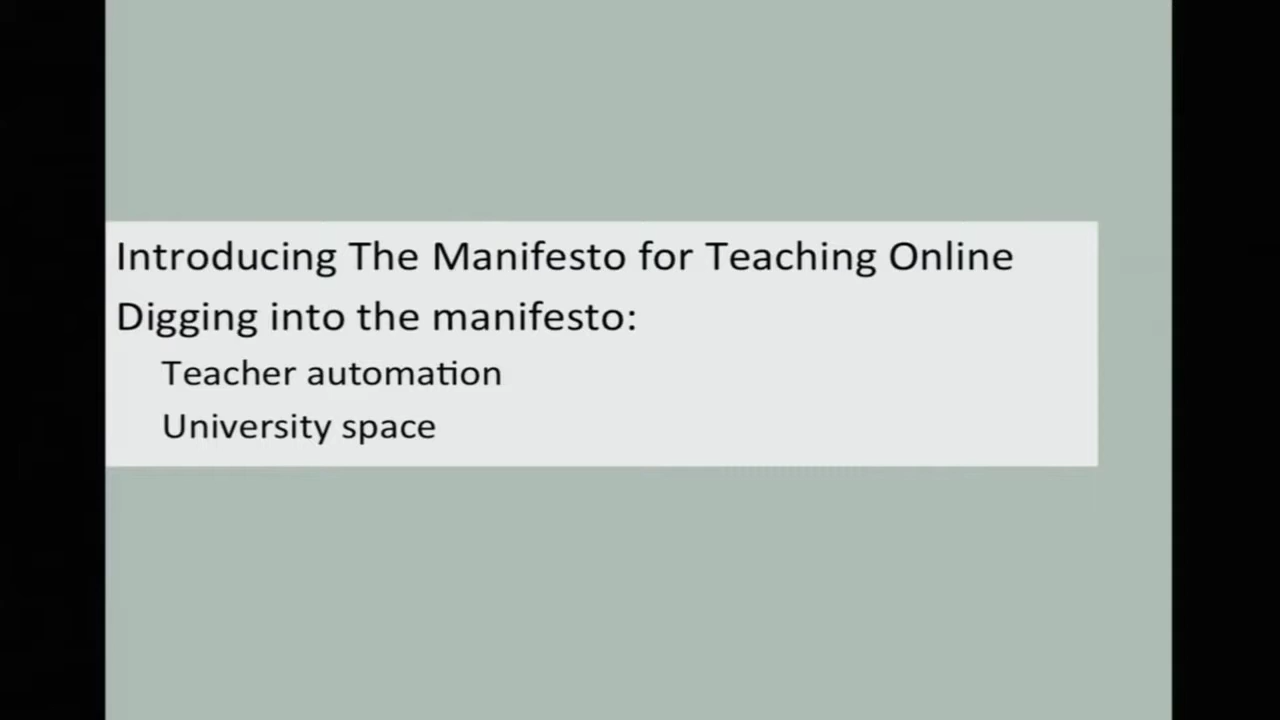 Introducing The Manifesto for Teaching Online
Digging into the manifesto:
Teacher automation
University space